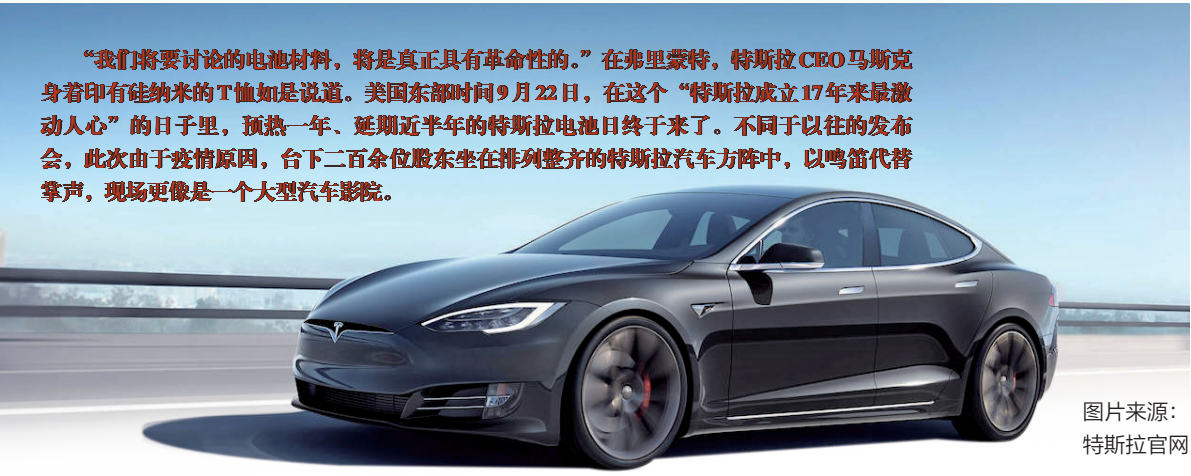 “我们将要讨论的电池材料，将是真正具有革命性的。”在弗里蒙特，特斯拉CEO马斯克
身着印有硅纳米的T恤如是说道。美国东部时间9月22日，在这个“特斯拉成立17年来最激
动人心”的日子里，预热一年、延期近半年的特斯拉电池日终于来了。不同于以往的发布
会，此次由于疫情原因，台下二百余位股东坐在排列整齐的特斯拉汽车方阵中，以鸣笛代替
掌声，现场更像是一个大型汽车影院。
图片来源：
特斯拉官网